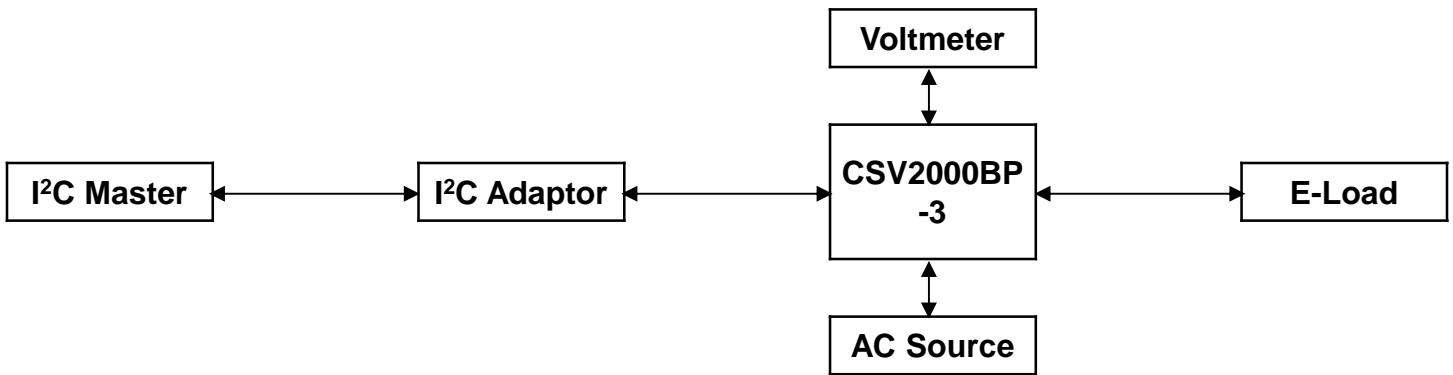 Voltmeter
I²C Master
I²C Adaptor
CSV2000BP
-3
E-Load
AC Source